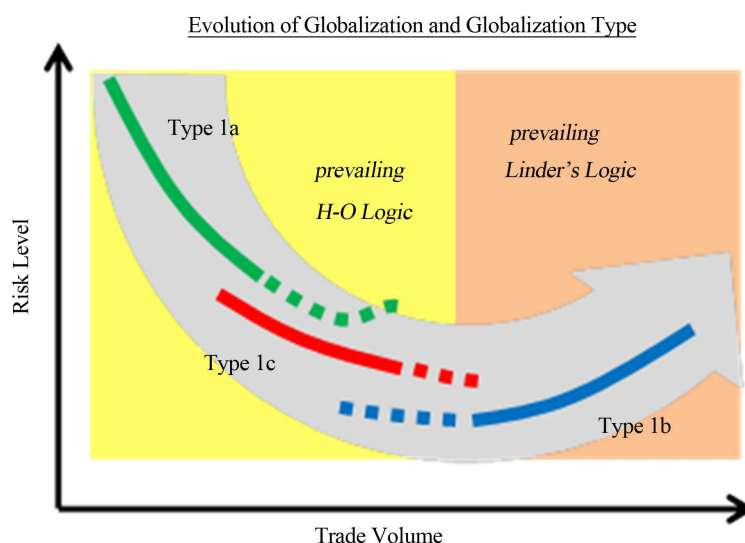 Evolution of Globalization and Globalization Type
Type 1a
prevailing
H-O Logic
prevailing
Linder's Logic
Risk Level
Type 1c
Type 1b
Trade Volume